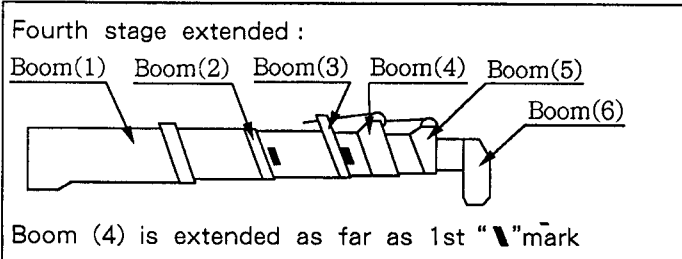 Fourth stage extended :
Boom(1) Boom(2) Boom(3) Boom(4) Boom(5)
Boom(6)
Boom (4) is extended as far as 1st "\"mark